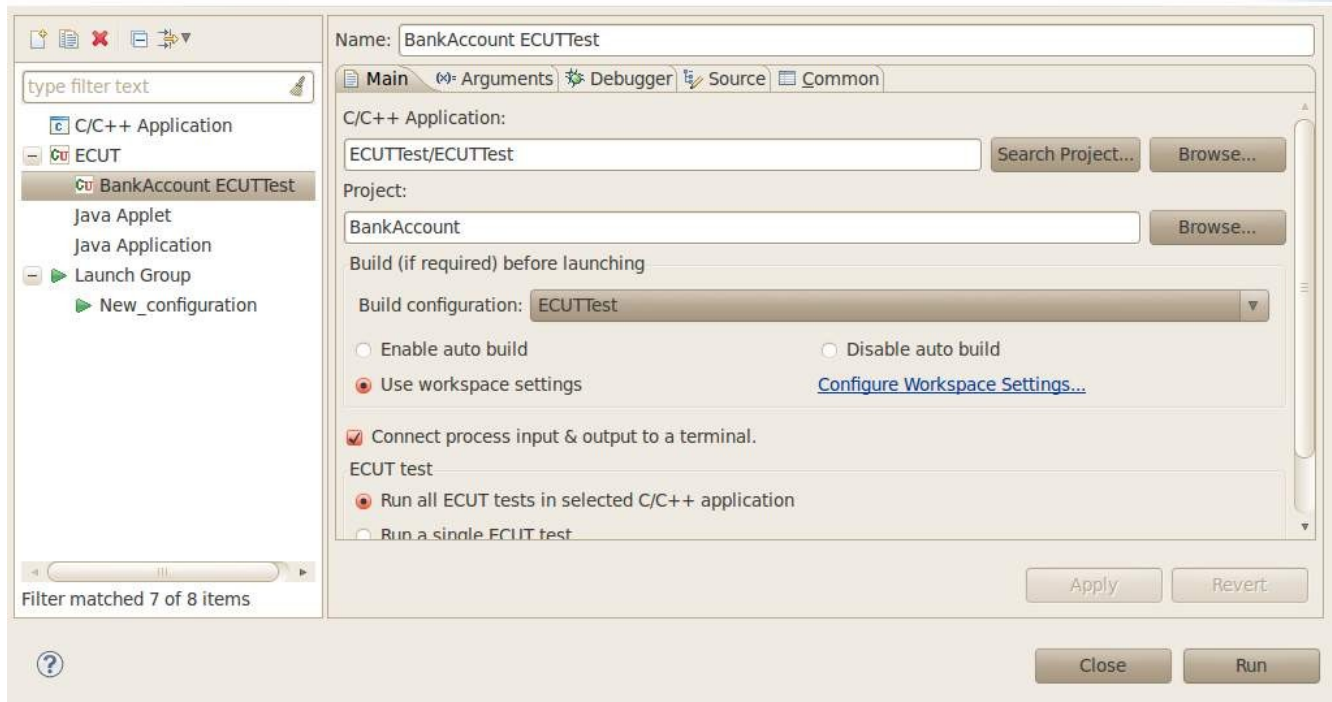 Name: BankAccount ECUTTest
type filter text
C/C++ Application
ECUT
BankAccount ECUTTest
Java Applet
Java Application
Launch Group
New_configuration
Filter matched 7 of 8 items
Main (x)= Arguments Debugger Source Common
C/C++ Application:
ECUTTest/ECUTTest Search Project... Browse...
Project:
BankAccount Browse...
Build (if required) before launching
Build configuration: ECUTTest
Enable auto build Disable auto build
Use workspace settings Configure Workspace Settings...
Connect process input & output to a terminal.
ECUT test
Run all ECUT tests in selected C/C++ application
Run a single ECUT test
Apply Revert
Close Run